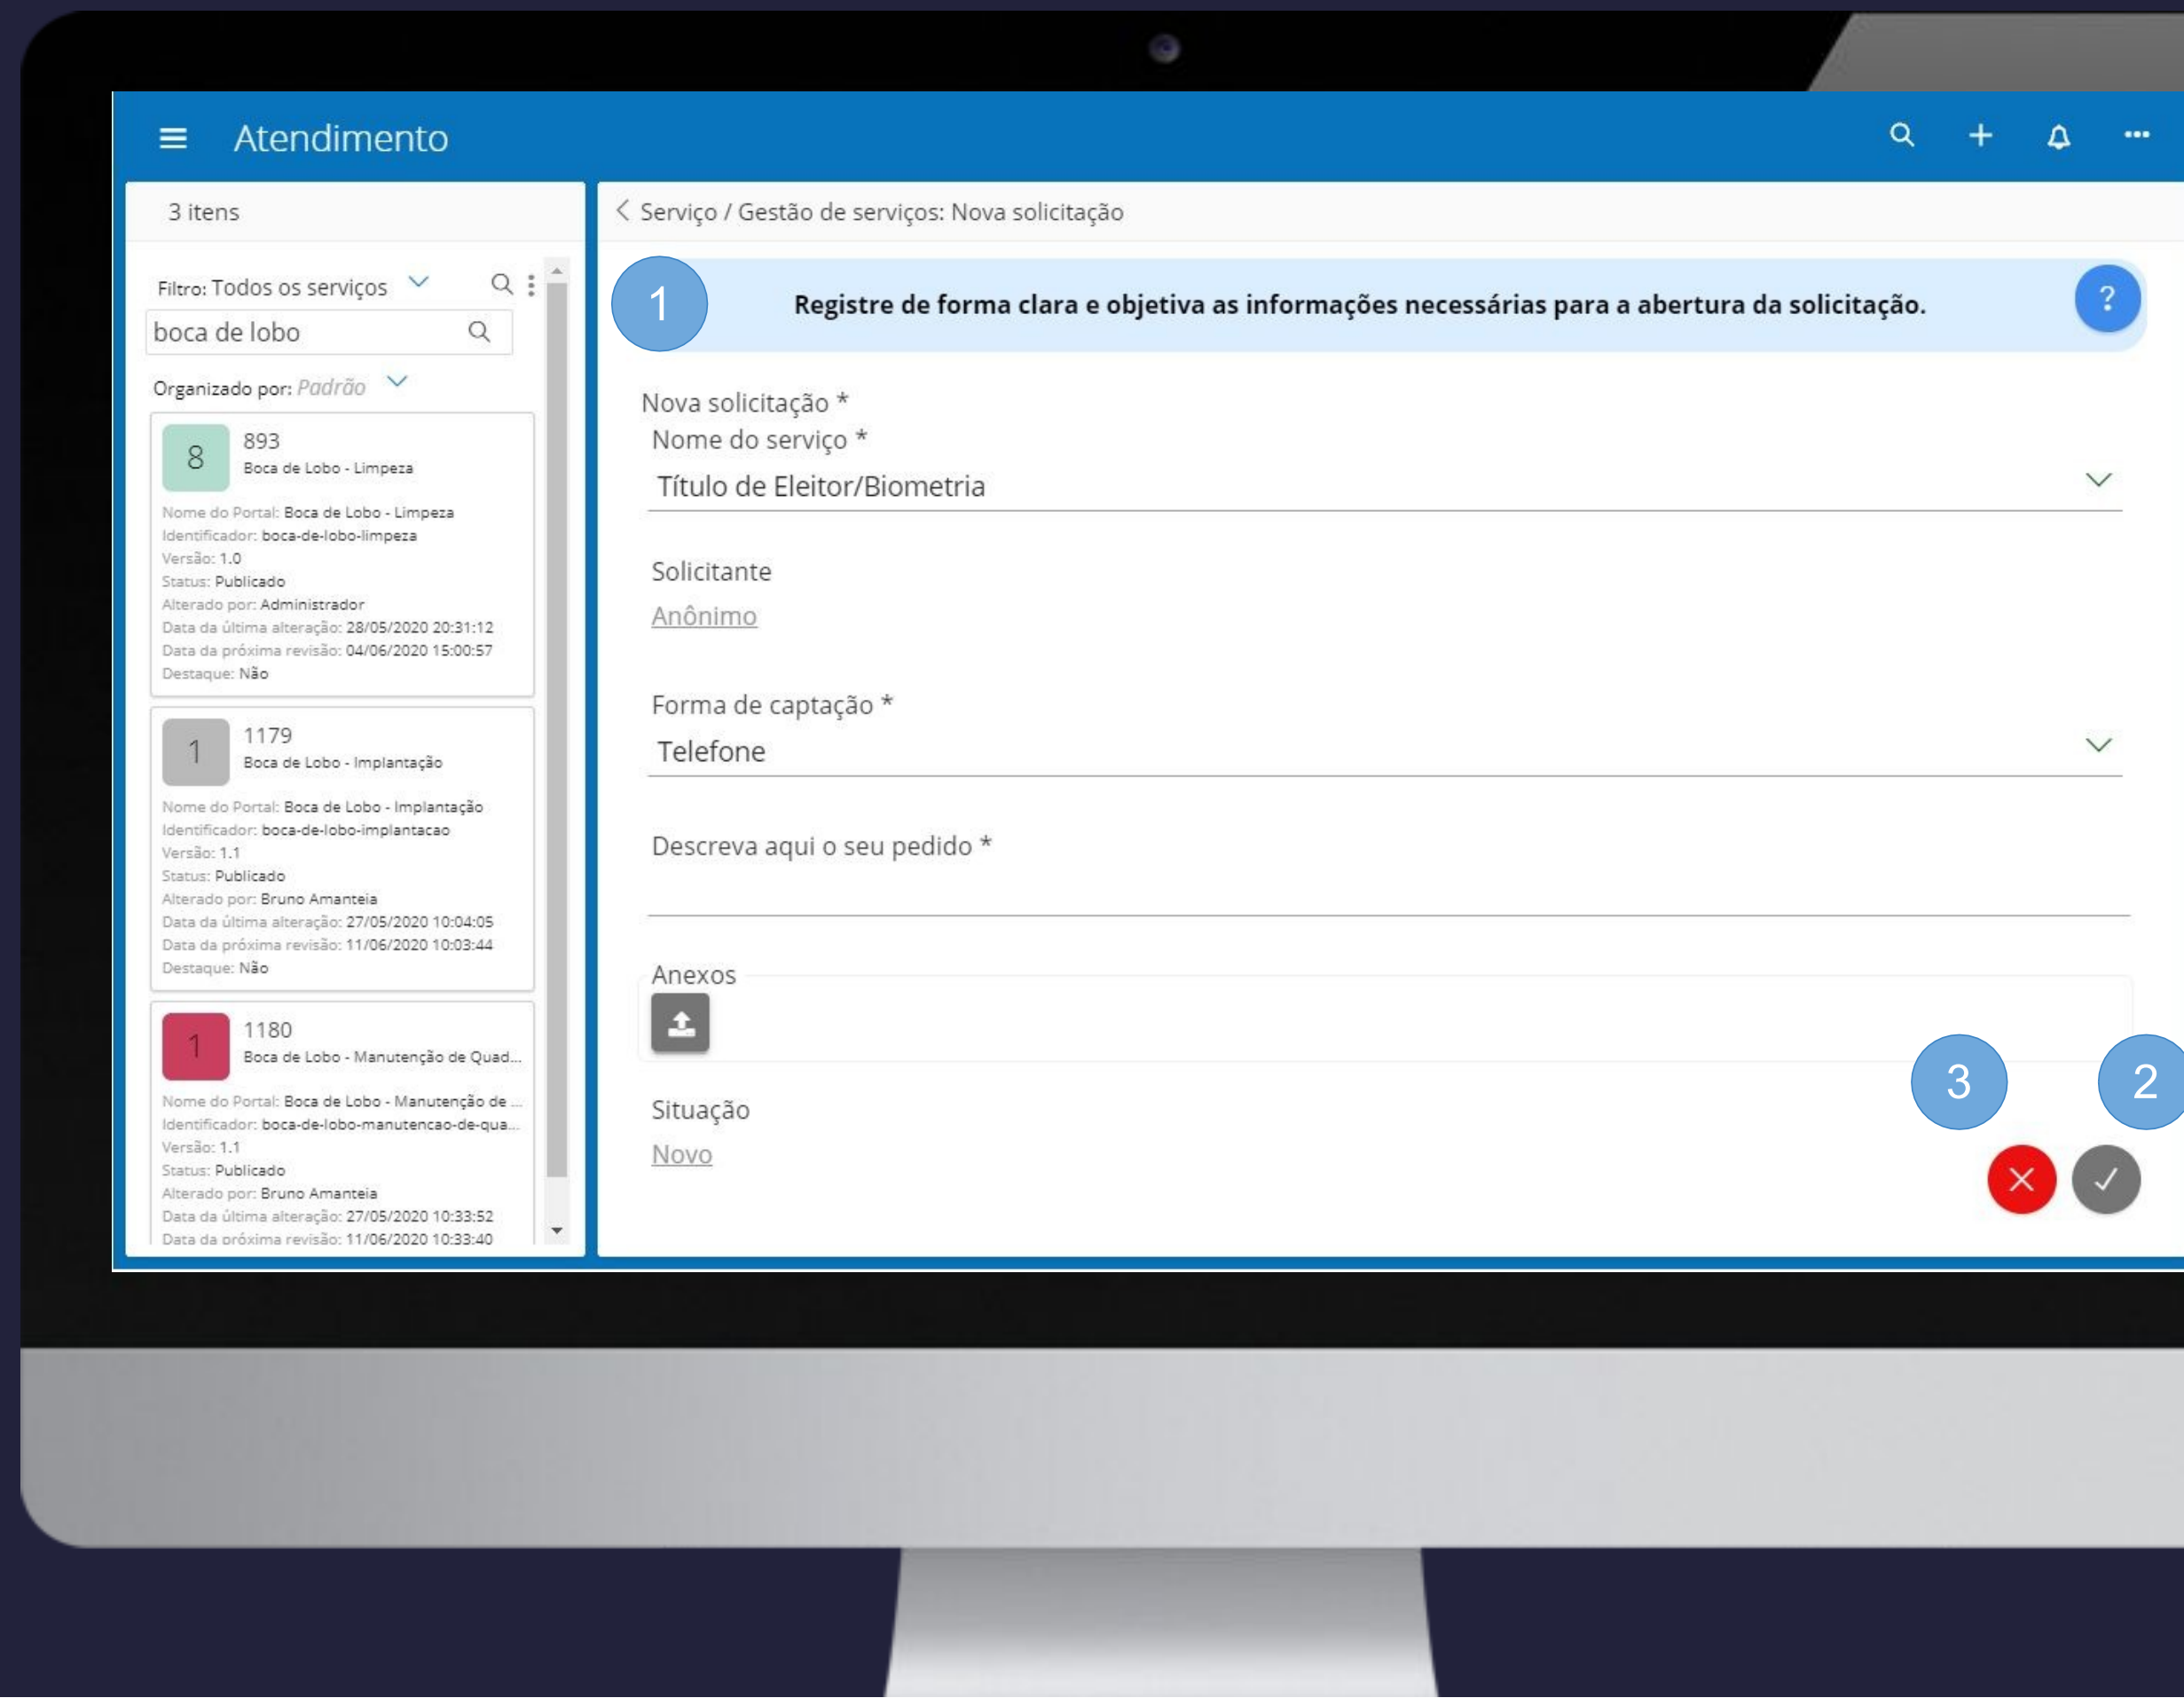 Atendimento
3 itens
Filtro: Todos os serviços
boca de lobo
Organizado por: Padrão
8
893
Boca de Lobo - Limpeza
Nome do Portal: Boca de Lobo - Limpeza
Identificador: boca-de-lobo-limpeza
Versão: 1.0
Status: Publicado
Alterado por: Administrador
Data da última alteração: 28/05/2020 20:31:12
Data da próxima revisão: 04/06/2020 15:00:57
Destaque: Não
1
1179
Boca de Lobo - Implantação
Nome do Portal: Boca de Lobo - Implantação
Identificador: boca-de-lobo-implantacao
Versão: 1.1
Status: Publicado
Alterado por: Bruno Amanteia
Data da última alteração: 27/05/2020 10:04:05
Data da próxima revisão: 11/06/2020 10:03:44
Destaque: Não
1
1180
Boca de Lobo - Manutenção de Quad...
Nome do Portal: Boca de Lobo - Manutenção de ...
Identificador: boca-de-lobo-manutencao-de-qua...
Versão: 1.1
Status: Publicado
Alterado por: Bruno Amanteia
Data da última alteração: 27/05/2020 10:33:52
Data da próxima revisão: 11/06/2020 10:33:40
Serviço / Gestão de serviços: Nova solicitação
1
Registre de forma clara e objetiva as informações necessárias para a abertura da solicitação.
?
Nova solicitação *
Nome do serviço *
Título de Eleitor/Biometria
Solicitante
Anônimo
Forma de captação *
Telefone
Descreva aqui o seu pedido *
Anexos
3
2
Situação
Novo